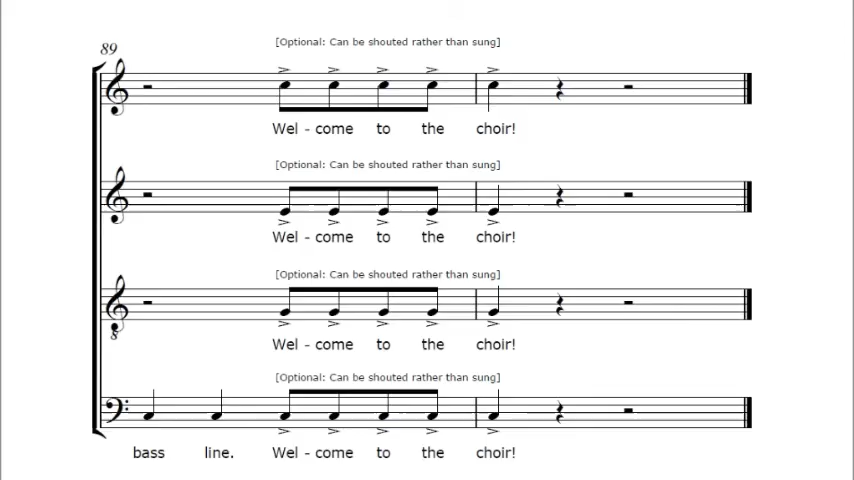 [Optional: Can be shouted rather than sung]
89
Wel - come to the choir!
[Optional: Can be shouted rather than sung]
Wel - come to the choir!
[Optional: Can be shouted rather than sung]
8
Wel - come to the choir!
[Optional: Can be shouted rather than sung]
bass line. Wel - come to the choir!